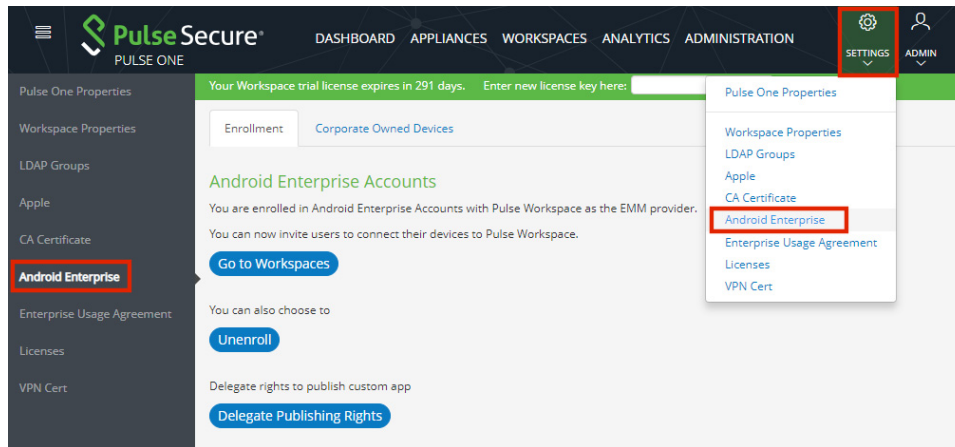 Pulse Secure
PULSE ONE
DASHBOARD APPLIANCES WORKSPACES ANALYTICS ADMINISTRATION
SETTINGS
ADMIN
Pulse One Properties
Workspace Properties
LDAP Groups
Apple
CA Certificate
Android Enterprise
Enterprise Usage Agreement
Licenses
VPN Cert
Your Workspace trial license expires in 291 days. Enter new license key here:
Enrollment Corporate Owned Devices
Android Enterprise Accounts
You are enrolled in Android Enterprise Accounts with Pulse Workspace as the EMM provider.
You can now invite users to connect their devices to Pulse Workspace.
Go to Workspaces
You can also choose to
Unenroll
Delegate rights to publish custom app
Delegate Publishing Rights
Pulse One Properties
Workspace Properties
LDAP Groups
Apple
CA Certificate
Android Enterprise
Enterprise Usage Agreement
Licenses
VPN Cert